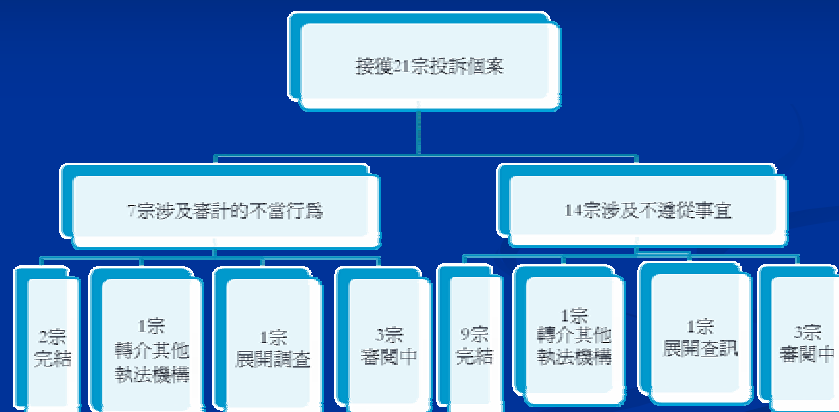 接獲21宗投訴個案
7宗涉及審計的不當行為
14宗涉及不遵從事宜
2宗
完結
1宗
轉介其他
執法機構
1宗
展開調查
3宗
審閱中
9宗
完結
1宗
轉介其他
執法機構
1宗
展開查訊
3宗
審閱中